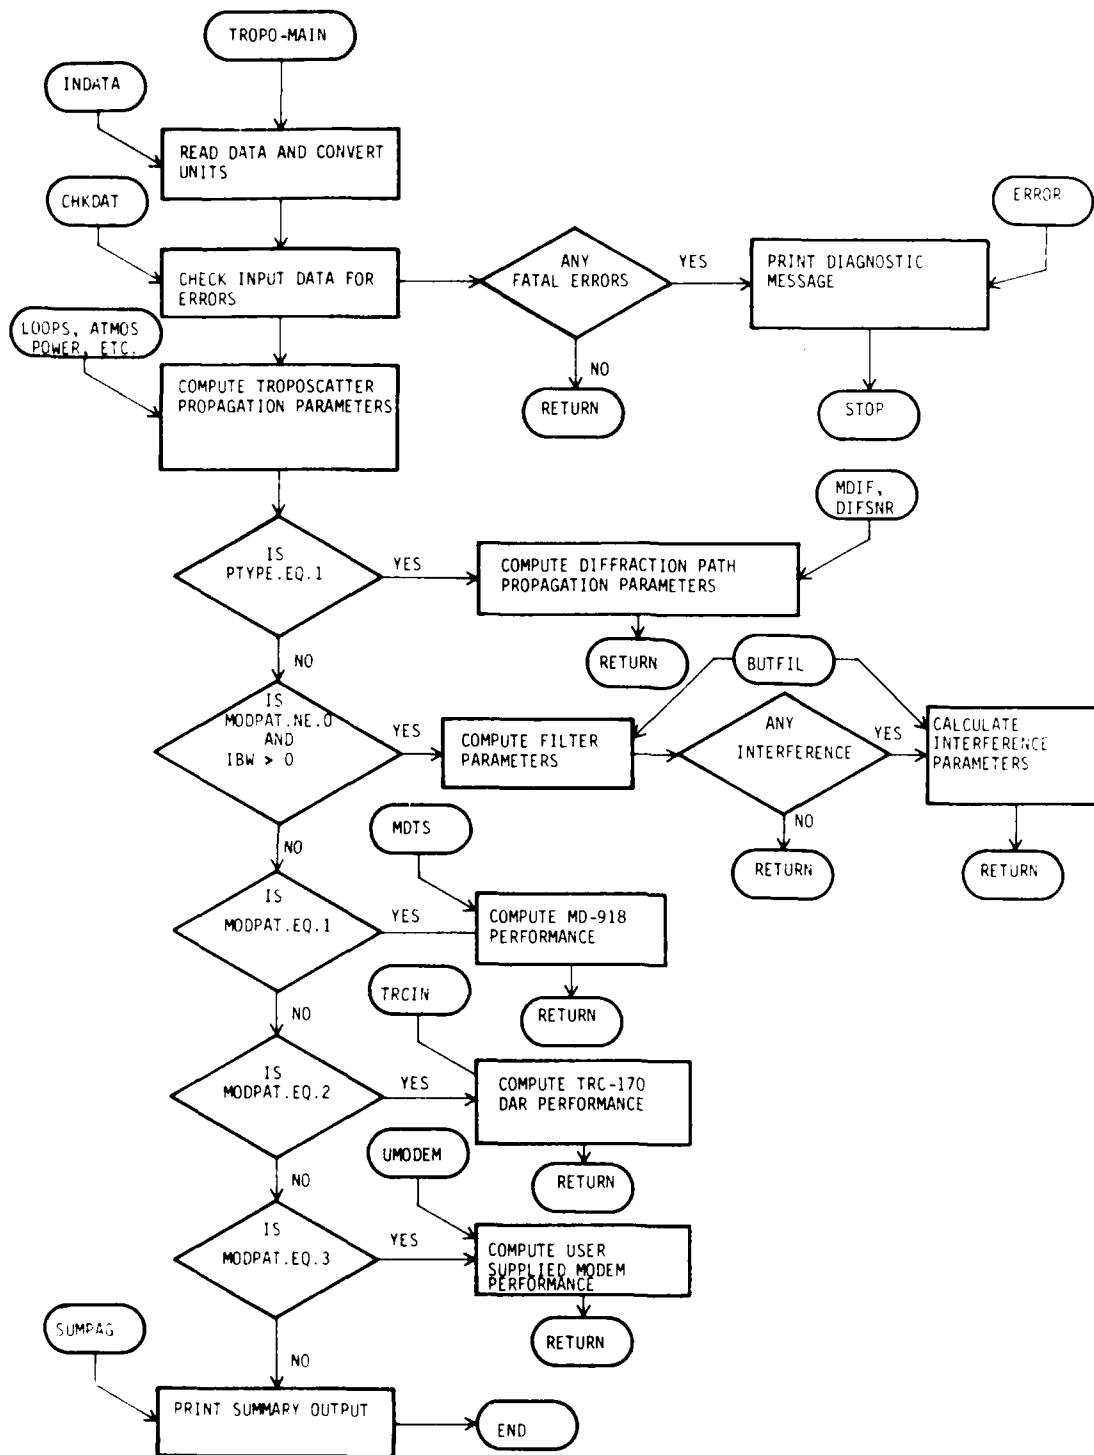 TROPO-MAIN
INDATA
READ DATA AND CONVERT
UNITS
CHKDAT
CHECK INPUT DATA FOR
ERRORS
ANY
FATAL ERRORS
YES
NO
RETURN
PRINT DIAGNOSTIC
MESSAGE
ERROR
STOP
LOOPS, ATMOS
POWER, ETC.
COMPUTE TROPOSCATTER
PROPAGATION PARAMETERS
IS
PTYPE.EQ.1
YES
NO
COMPUTE DIFFRACTION PATH
PROPAGATION PARAMETERS
MDIF,
DIFSNR
RETURN
IS
MODPAT.NE.0
AND
IBW > 0
YES
NO
COMPUTE FILTER
PARAMETERS
BUTFIL
ANY
INTERFERENCE
YES
NO
RETURN
CALCULATE
INTERFERENCE
PARAMETERS
RETURN
IS
MODPAT.EQ.1
YES
NO
MDTS
COMPUTE MD-918
PERFORMANCE
RETURN
IS
MODPAT.EQ.2
YES
NO
TRCIN
COMPUTE TRC-170
DAR PERFORMANCE
RETURN
IS
MODPAT.EQ.3
YES
NO
UMODEM
COMPUTE USER
SUPPLIED MODEM
PERFORMANCE
RETURN
SUMPAG
PRINT SUMMARY OUTPUT
END